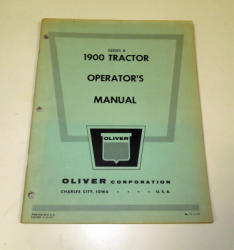 SERIES B
1900 TRACTOR
OPERATOR'S
MANUAL
OLIVER
OLIVER CORPORATION
CHARLES CITY, IOWA • • • • U. S. A.